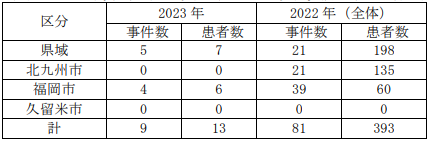 区分 2023 年 2022 年（全体）
事件数 患者数 事件数 患者数
県域 5 7 21 198
北九州市 0 0 21 135
福岡市 4 6 39 60
久留米市 0 0 0 0
計 9 13 81 393